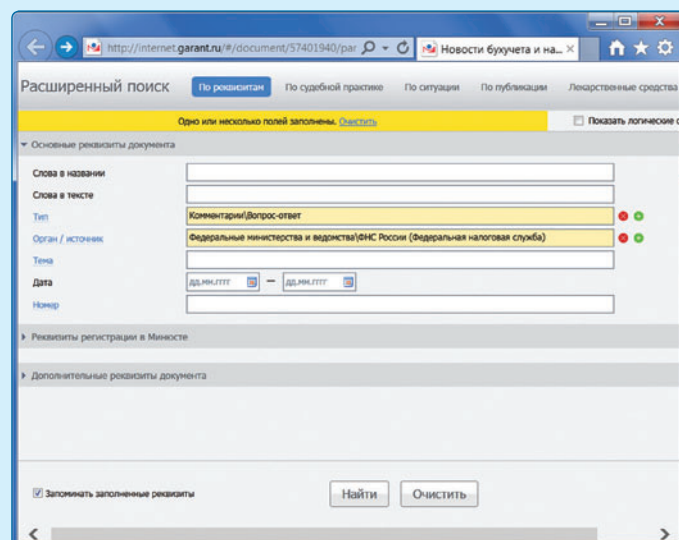 http://internet.garant.ru/#/document/57401940/par
Новости бухучета и на...
Расширенный поиск
По реквизитам
По судебной практике
По ситуации
По публикации
Лекарственные средства
Одно или несколько полей заполнены. Очистить
Показать логические с
Основные реквизиты документа
Слова в названии
Слова в тексте
Тип Комментарии\Вопрос-ответ
Орган / источник Федеральные министерства и ведомства\ФНС России (Федеральная налоговая служба)
Тема
Дата дд.мм.гггг — дд.мм.гггг
Номер
Реквизиты регистрации в Минюсте
Дополнительные реквизиты документа
Запоминать заполненные реквизиты
Найти
Очистить